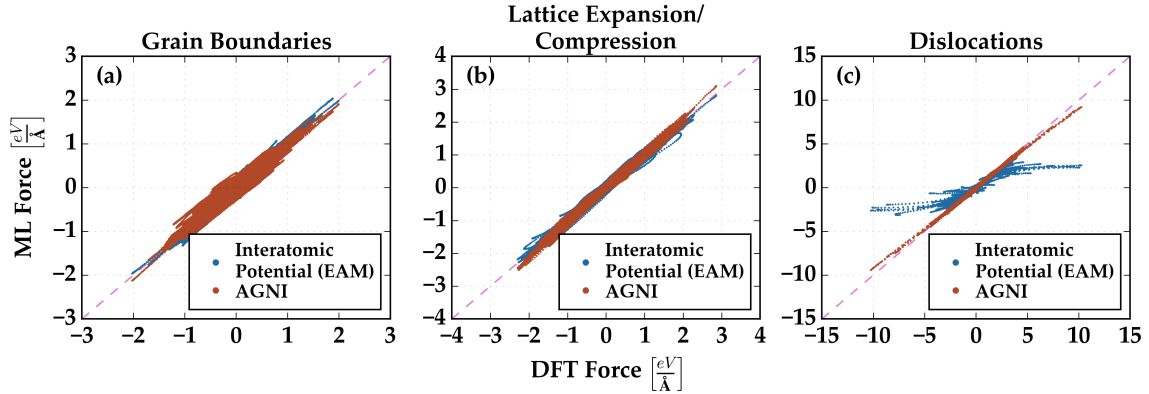 Grain Boundaries
Lattice Expansion/
Compression
Dislocations
ML Force [eV/Å]
(a)
3
2
1
0
−1
−2
−3
−3 −2 −1 0 1 2 3
Interatomic
Potential (EAM)
AGNI
(b)
4
3
2
1
0
−1
−2
−3
−4
−4 −3 −2 −1 0 1 2 3 4
Interatomic
Potential (EAM)
AGNI
(c)
15
10
5
0
−5
−10
−15
−15 −10 −5 0 5 10 15
Interatomic
Potential (EAM)
AGNI
DFT Force [eV/Å]